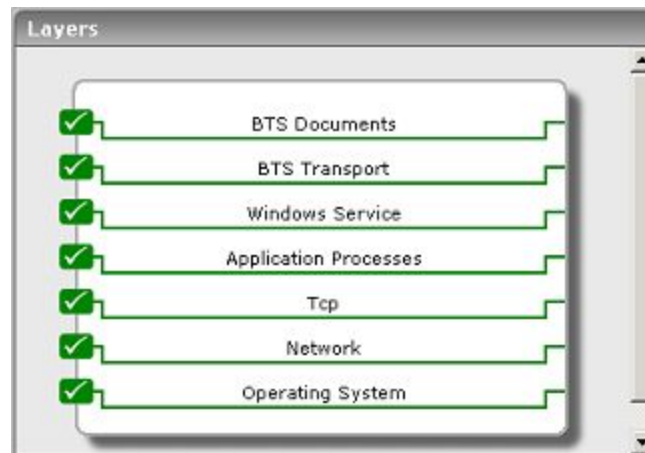 Layers
BTS Documents
BTS Transport
Windows Service
Application Processes
Tcp
Network
Operating System